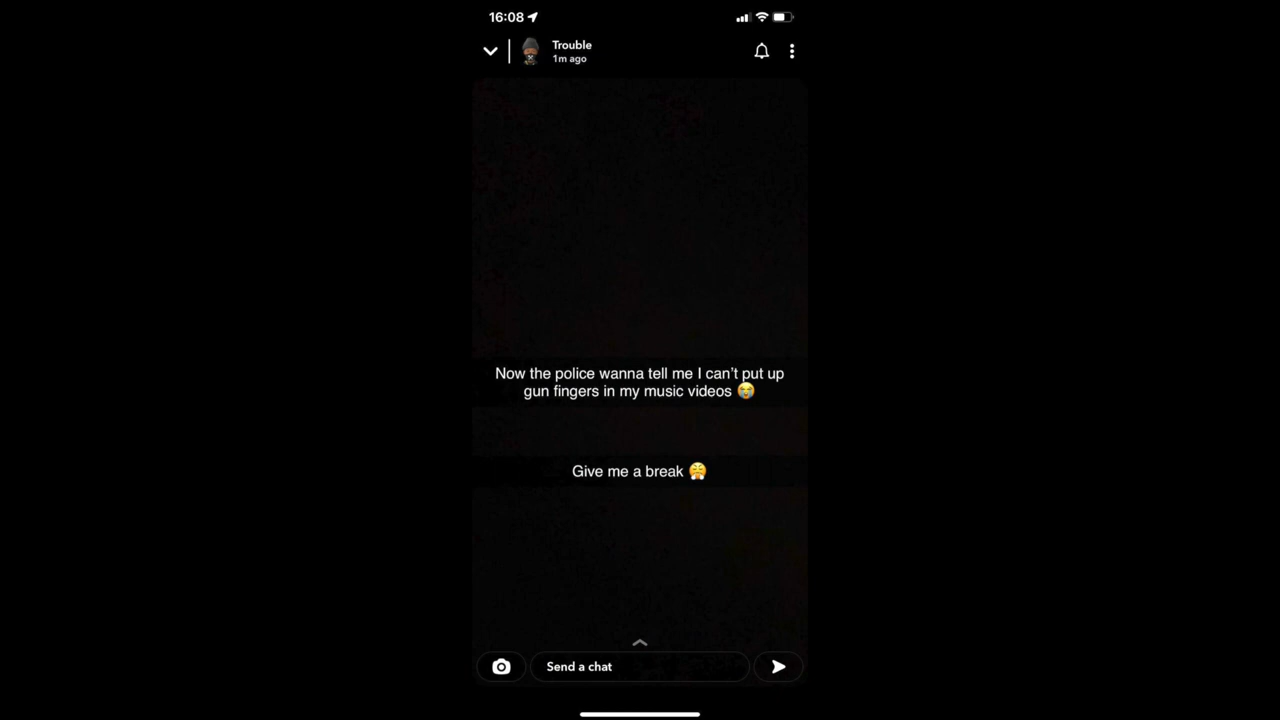 16:08
Trouble
1m ago
Now the police wanna tell me I can't put up
gun fingers in my music videos 😭
Give me a break 😤
Send a chat